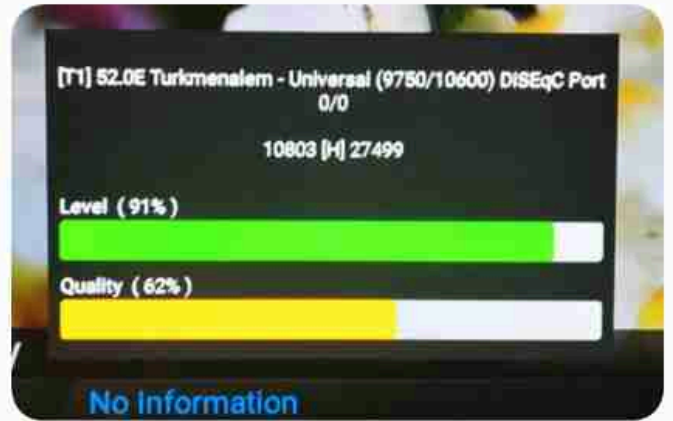 [T1] 52.0E Turkmenalem - Universal (9750/10600) DISEqC Port
0/0
10803 [H] 27499
Level (91%)
Quality (62%)
No Information